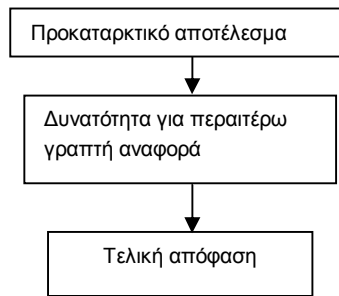 Προκαταρκτικό αποτέλεσμα
Δυνατότητα για περαιτέρω
γραπτή αναφορά
Τελική απόφαση